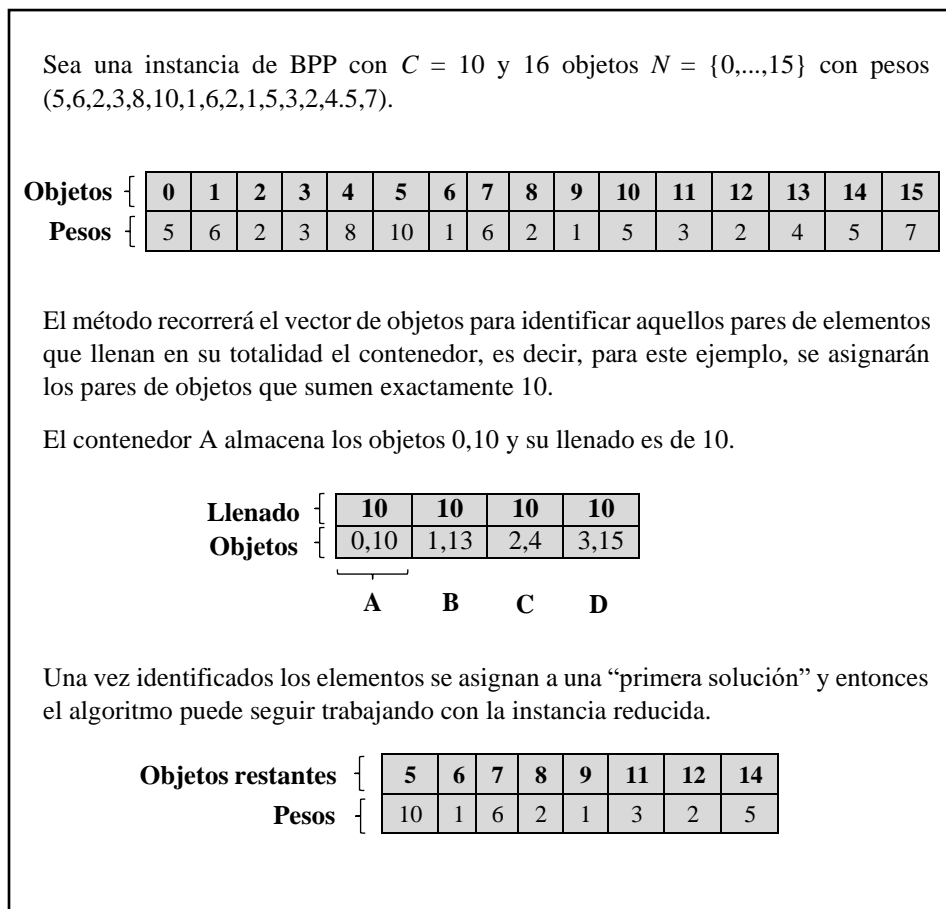 Sea una instancia de BPP con C = 10 y 16 objetos N = {0,...,15} con pesos
(5,6,2,3,8,10,1,6,2,1,5,3,2,4.5,7).
Objetos 0 1 2 3 4 5 6 7 8 9 10 11 12 13 14 15
Pesos 5 6 2 3 8 10 1 6 2 1 5 3 2 4 5 7
El método recorrerá el vector de objetos para identificar aquellos pares de elementos
que llenan en su totalidad el contenedor, es decir, para este ejemplo, se asignarán
los pares de objetos que sumen exactamente 10.
El contenedor A almacena los objetos 0,10 y su llenado es de 10.
Llenado 10 10 10 10
Objetos 0,10 1,13 2,4 3,15
A B C D
Una vez identificados los elementos se asignan a una “primera solución” y entonces
el algoritmo puede seguir trabajando con la instancia reducida.
Objetos restantes 5 6 7 8 9 11 12 14
Pesos 10 1 6 2 1 3 2 5